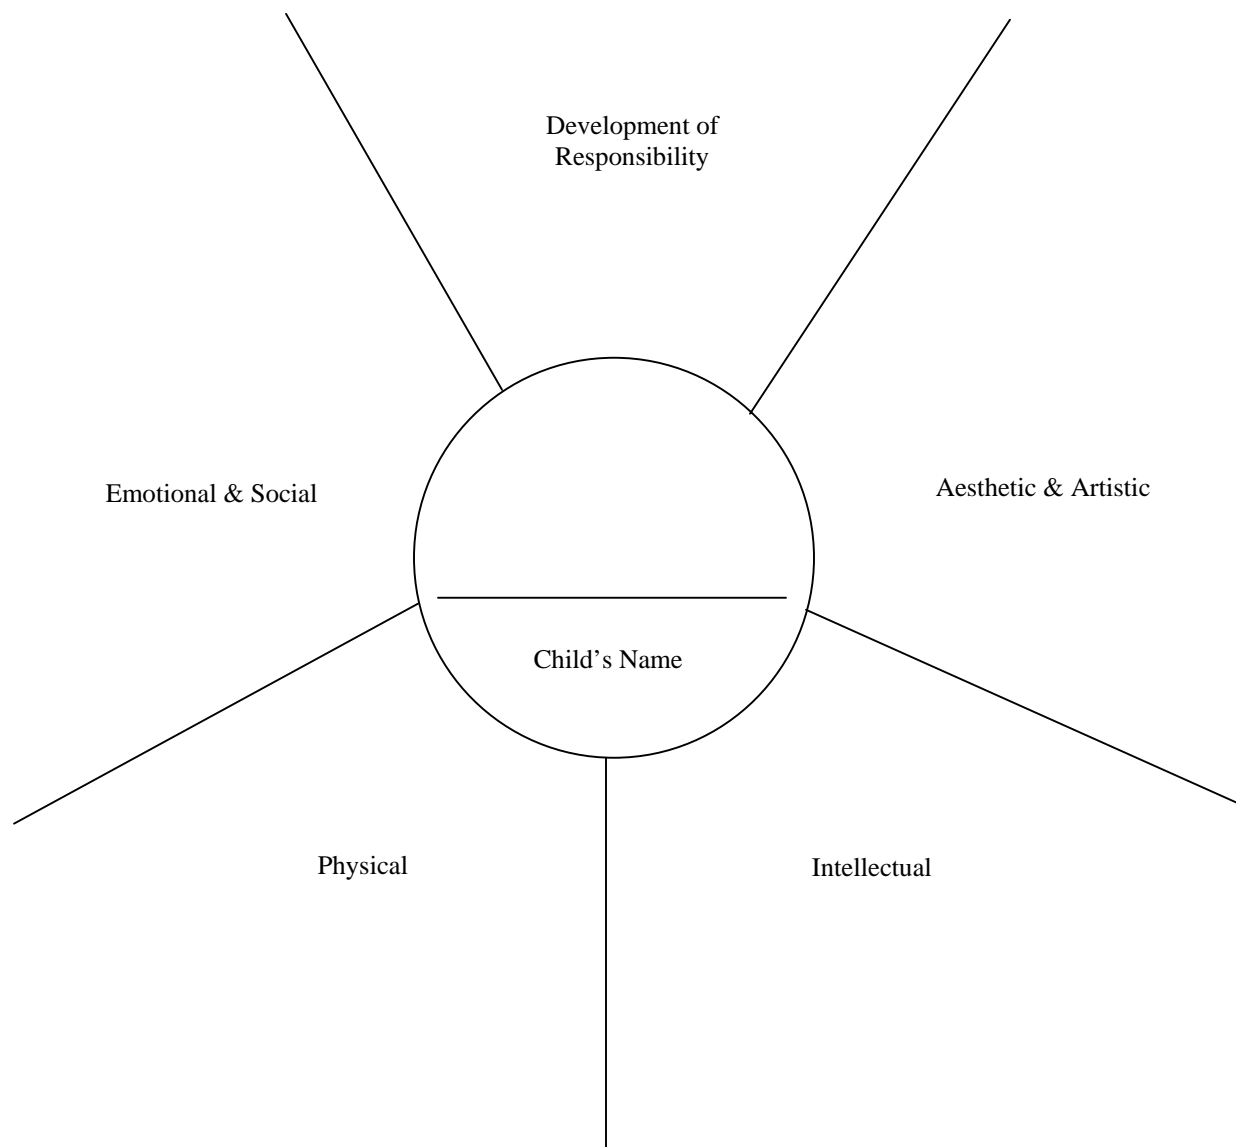 Development of
Responsibility
Emotional & Social
Aesthetic & Artistic
Child’s Name
Physical
Intellectual